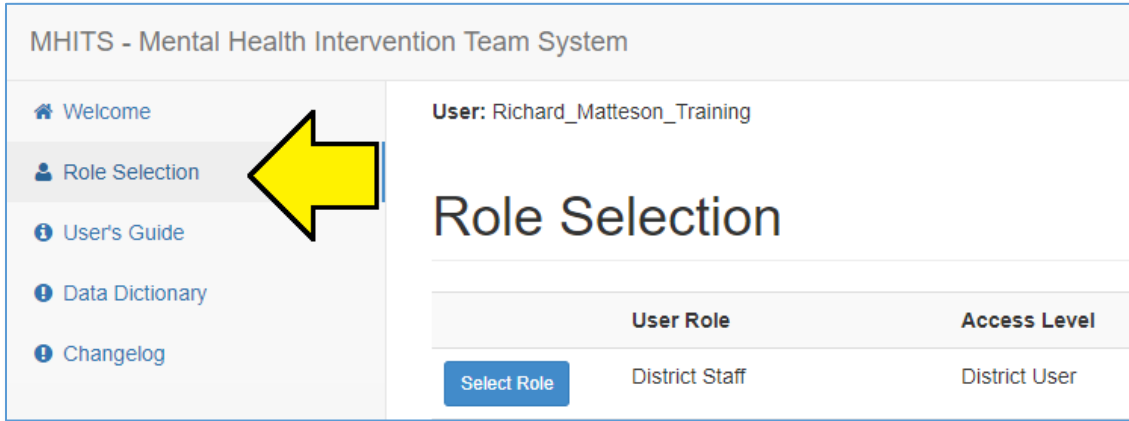 MHITS - Mental Health Intervention Team System
Welcome
Role Selection
User's Guide
Data Dictionary
Changelog
User: Richard_Matteson_Training
Role Selection
User Role Access Level
Select Role District Staff District User